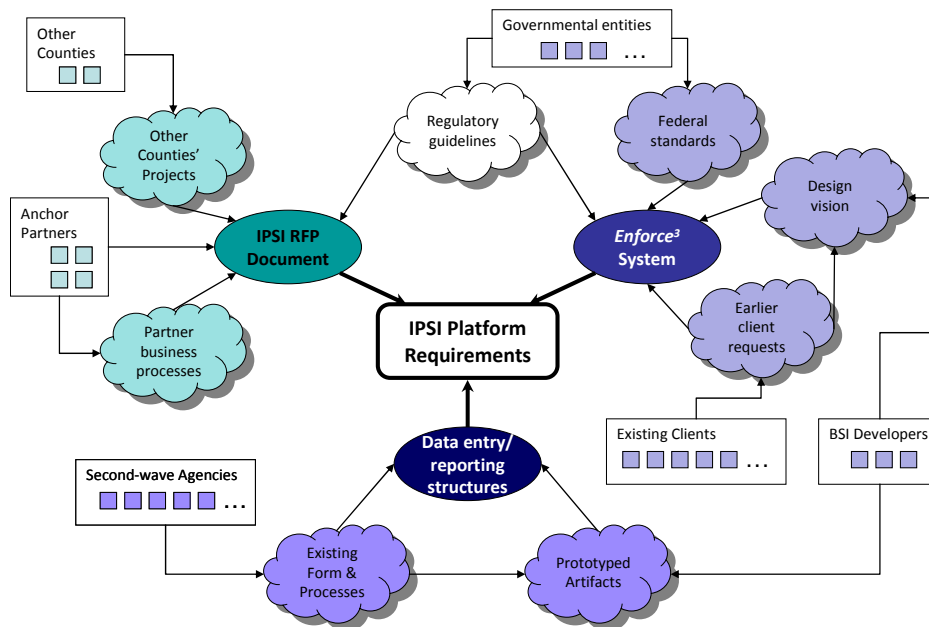 Other
Counties
Governmental entities
...
Other
Counties'
Projects
Regulatory
guidelines
Federal
standards
Design
vision
Anchor
Partners
IPSI RFP
Document
Enforce³
System
Partner
business
processes
IPSI Platform
Requirements
Earlier
client
requests
Existing Clients
...
BSI Developers
Data entry/
reporting
structures
Second-wave Agencies
...
Existing
Form &
Processes
Prototyped
Artifacts